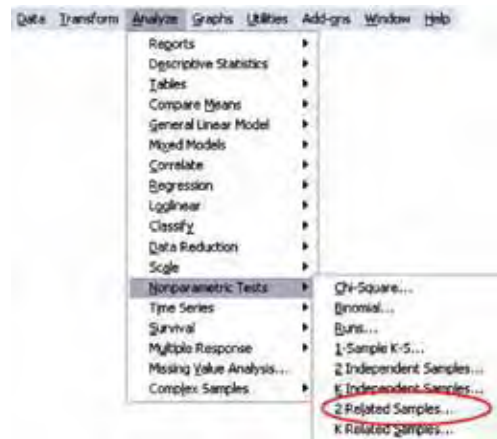 Data Transform Analyze Graphs Utilities Add-ons Window Help
Reports
Descriptive Statistics
Tables
Compare Means
General Linear Model
Mixed Models
Correlate
Regression
Loglinear
Classify
Data Reduction
Scale
Nonparametric Tests
Time Series
Survival
Multiple Response
Missing Value Analysis...
Complex Samples
Chi-Square...
Binomial...
Runs...
1-Sample K-S...
2 Independent Samples...
K Independent Samples...
2 Related Samples...
K Related Samples...